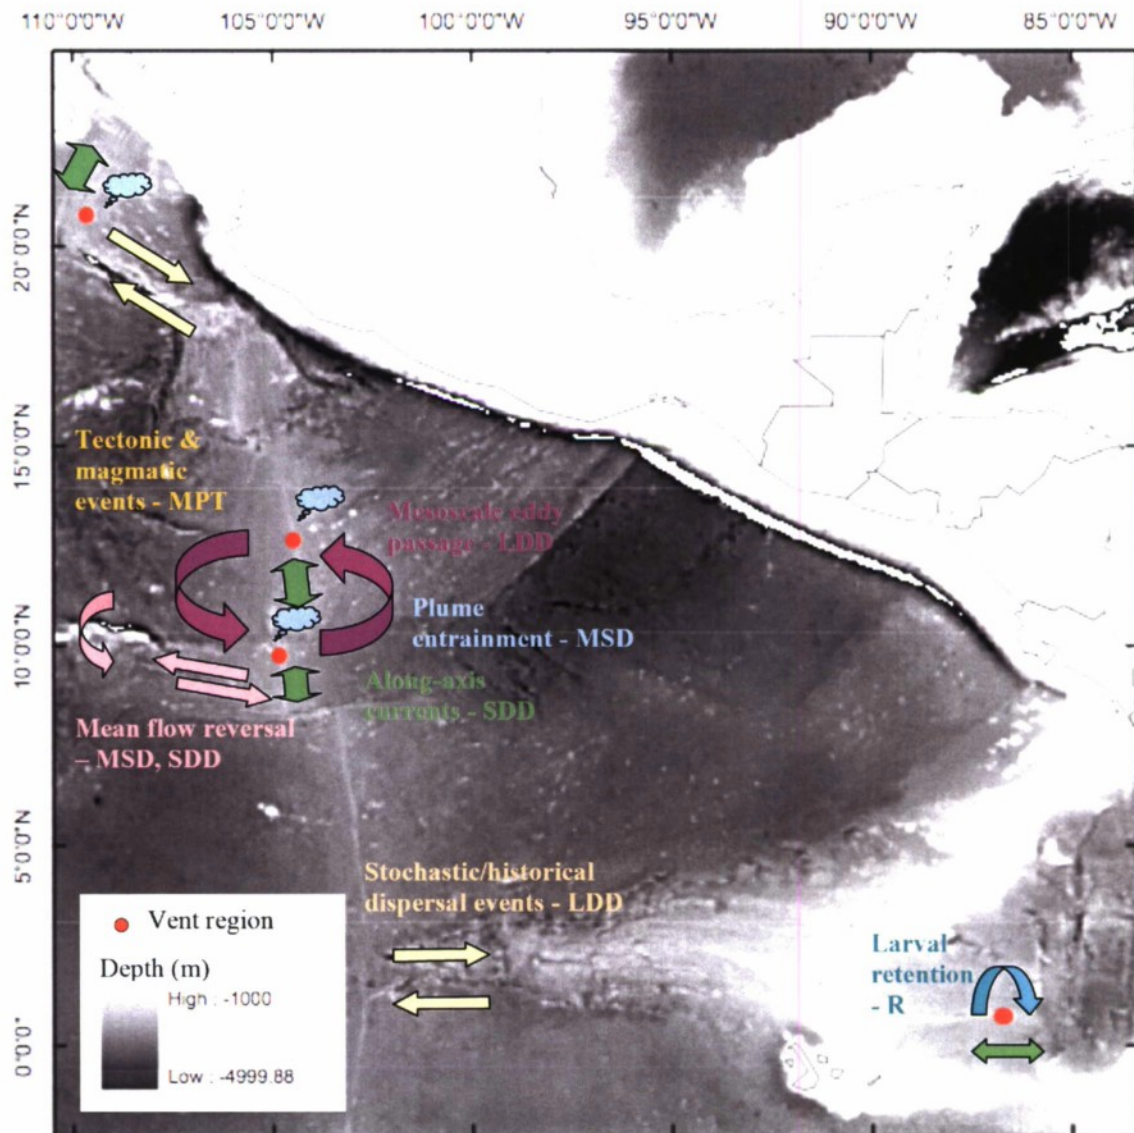 110°0'0"W 105°0'0"W 100°0'0"W 95°0'0"W 90°0'0"W 85°0'0"W
20°0'0"N
15°0'0"N
10°0'0"N
5°0'0"N
0°0'0"
Tectonic &
magmatic
events - MPT
Mesoscale eddy
passage - LDD
Plume
entrainment - MSD
Along-axis
currents - SDD
Mean flow reversal
– MSD, SDD
Stochastic/historical
dispersal events - LDD
Larval
retention
- R
Vent region
Depth (m)
High : -1000
Low : -4999.88